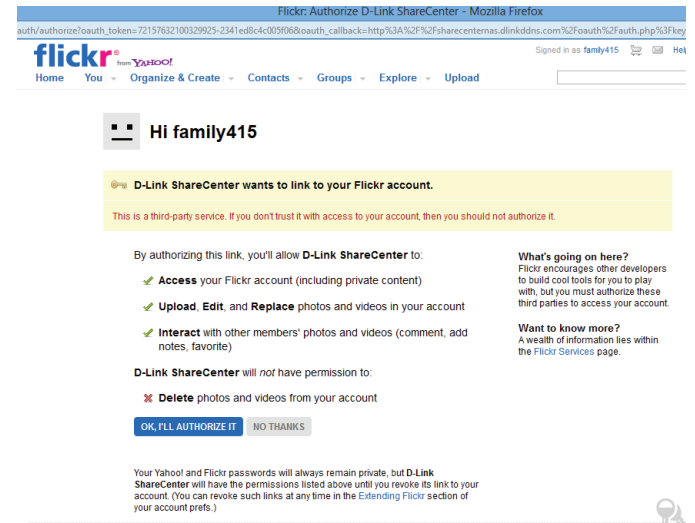 Flickr: Authorize D-Link ShareCenter - Mozilla Firefox
auth/authorize?oauth_token=72157632100329925-2341ed8c4c005f06&oauth_callback=http%3A%2F%2Fsharecenternas.dlinkddns.com%2Foauth%2Fauth.php%3Fkey
flickr from YAHOO!
Signed in as family415 Help
Home You Organize & Create Contacts Groups Explore Upload
Hi family415
D-Link ShareCenter wants to link to your Flickr account.
This is a third-party service. If you don't trust it with access to your account, then you should not authorize it.
By authorizing this link, you'll allow D-Link ShareCenter to:
Access your Flickr account (including private content)
Upload, Edit, and Replace photos and videos in your account
Interact with other members' photos and videos (comment, add
notes, favorite)
D-Link ShareCenter will not have permission to:
Delete photos and videos from your account
OK, I'LL AUTHORIZE IT NO THANKS
Your Yahoo! and Flickr passwords will always remain private, but D-Link
ShareCenter will have the permissions listed above until you revoke its link to your
account. (You can revoke such links at any time in the Extending Flickr section of
your account prefs.)
What's going on here?
Flickr encourages other developers
to build cool tools for you to play
with, but you must authorize these
third parties to access your account.
Want to know more?
A wealth of information lies within
the Flickr Services page.